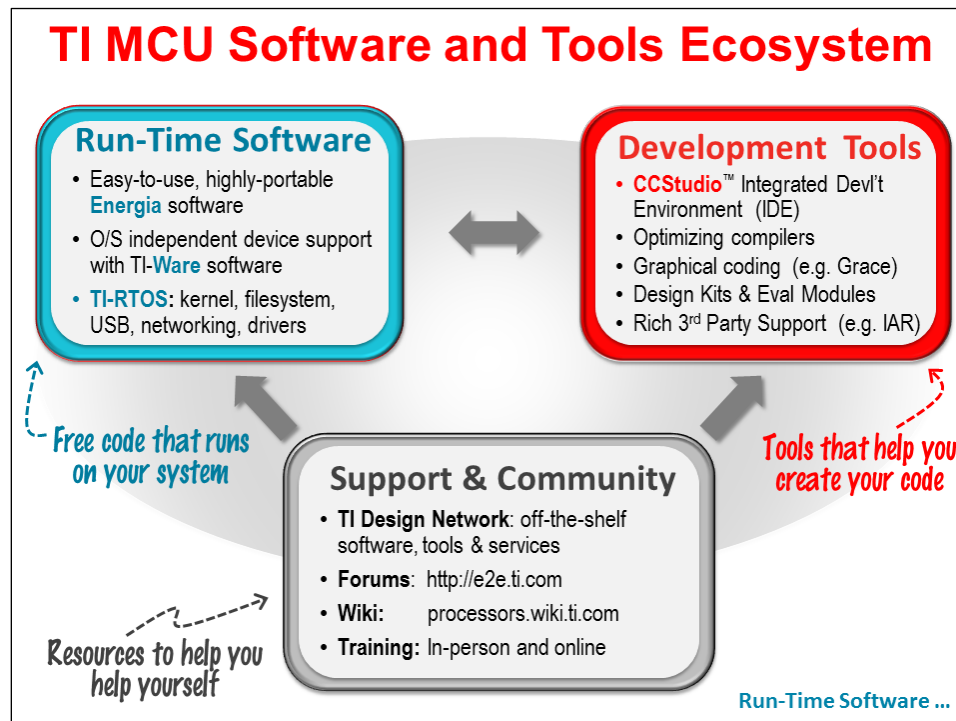 TI MCU Software and Tools Ecosystem
Run-Time Software
• Easy-to-use, highly-portable
Energia software
• O/S independent device support
with TI-Ware software
• TI-RTOS: kernel, filesystem,
USB, networking, drivers
Development Tools
• CCStudio™ Integrated Devl't
Environment (IDE)
• Optimizing compilers
• Graphical coding (e.g. Grace)
• Design Kits & Eval Modules
• Rich 3rd Party Support (e.g. IAR)
Free code that runs
on your system
Tools that help you
create your code
Support & Community
• TI Design Network: off-the-shelf
software, tools & services
• Forums: http://e2e.ti.com
• Wiki: processors.wiki.ti.com
• Training: In-person and online
Resources to help you
help yourself
Run-Time Software ...